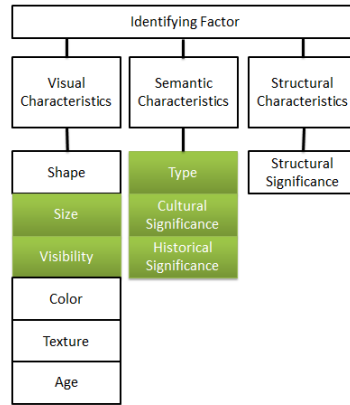 Identifying Factor
Visual
Characteristics
Semantic
Characteristics
Structural
Characteristics
Shape
Size
Visibility
Color
Texture
Age
Type
Cultural
Significance
Historical
Significance
Structural
Significance